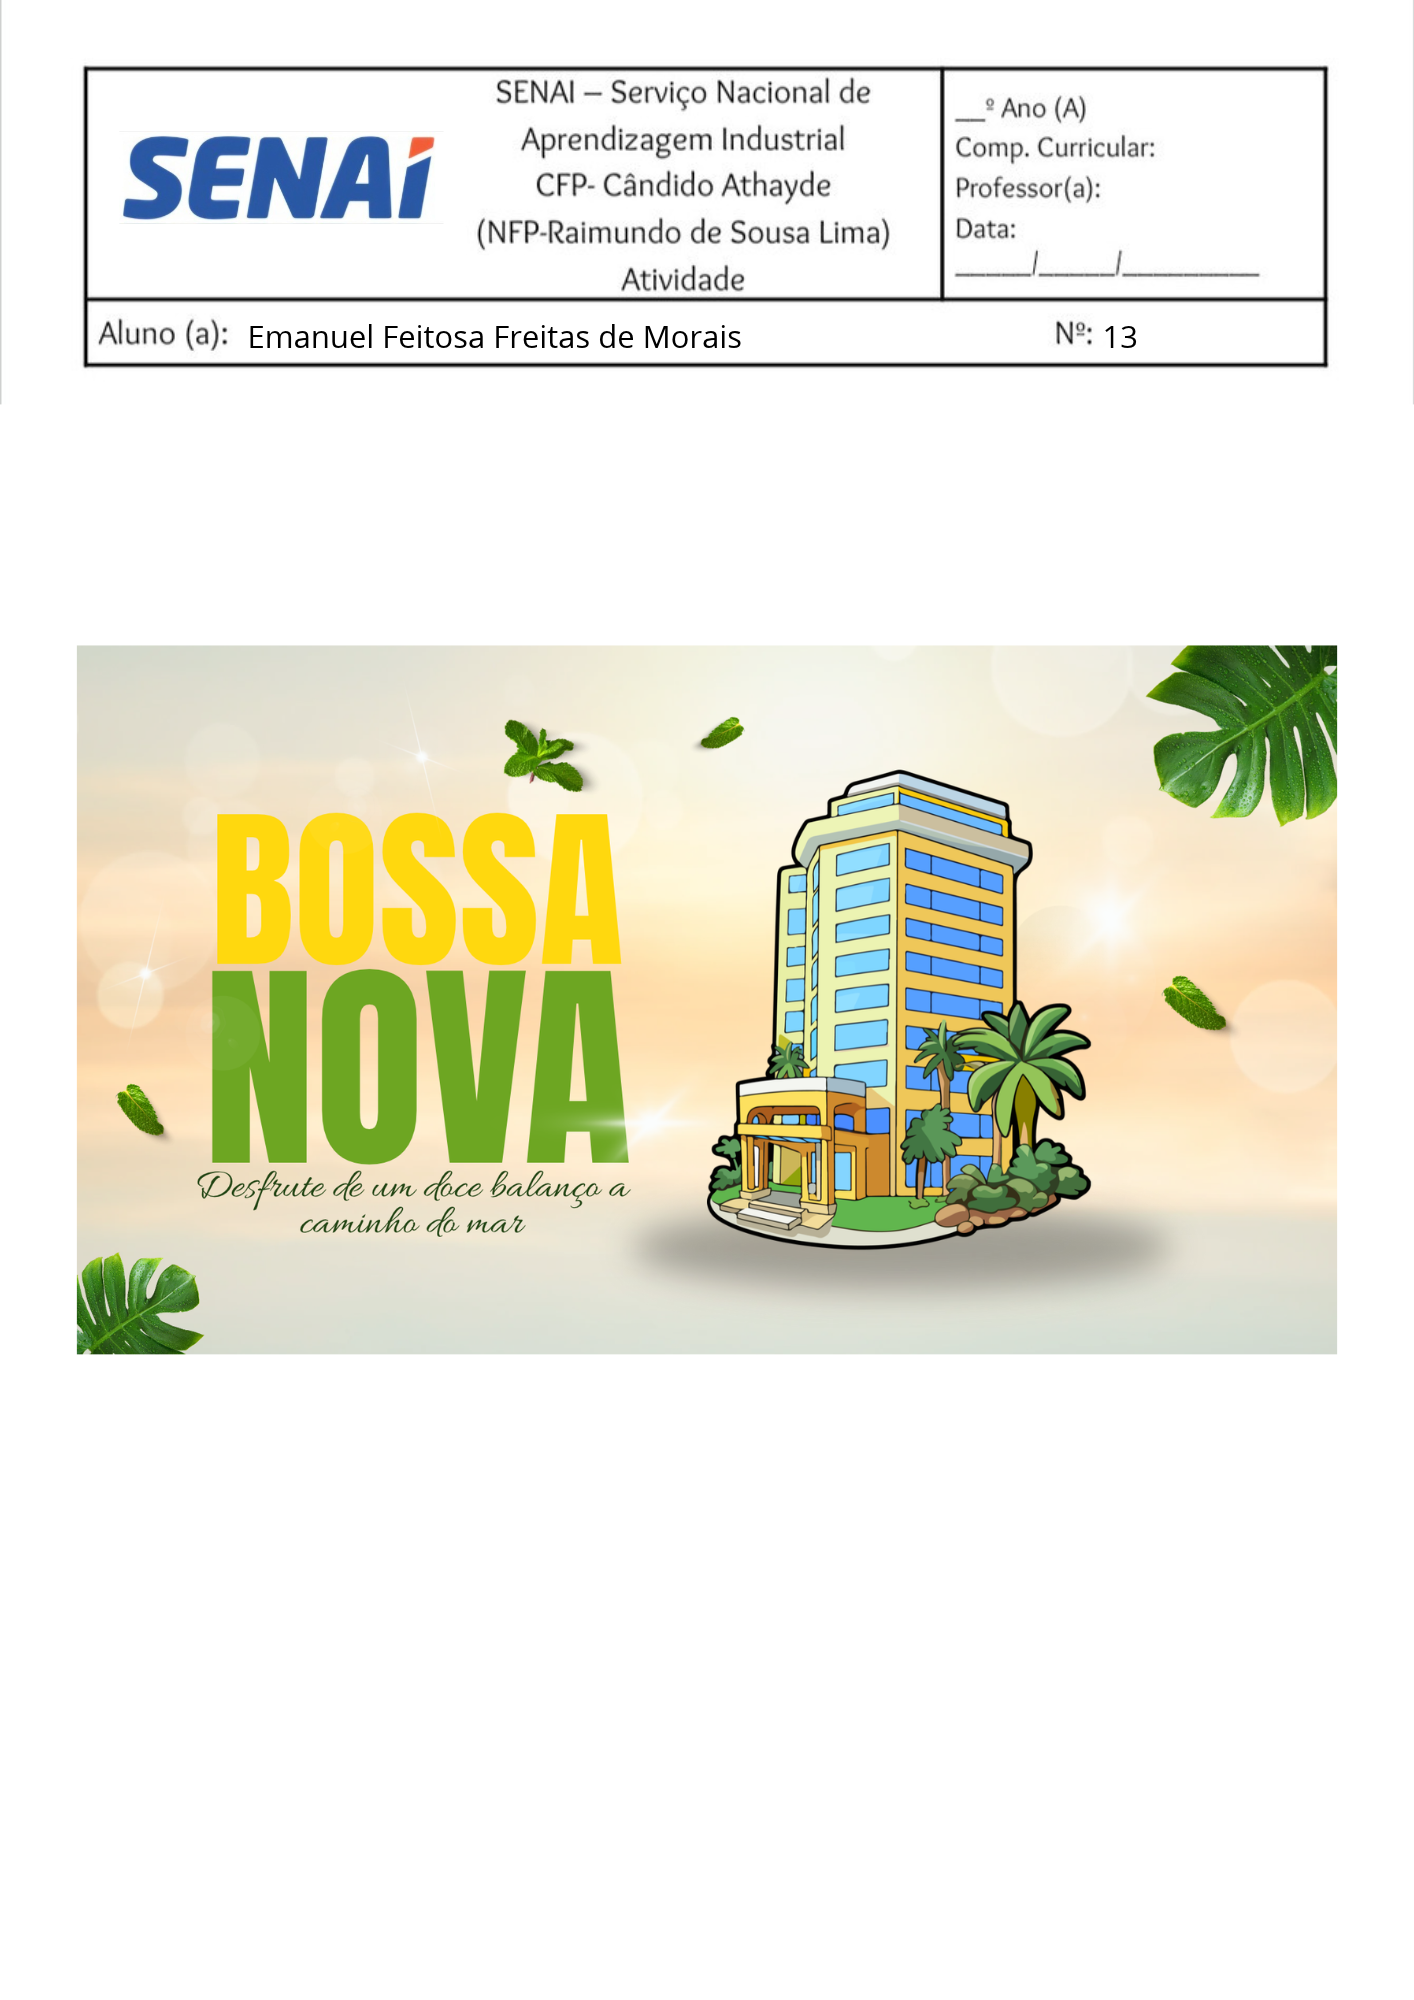 SENAI
SENAI – Serviço Nacional de
Aprendizagem Industrial
CFP- Cândido Athayde
(NFP-Raimundo de Sousa Lima)
Atividade
__º Ano (A)
Comp. Curricular:
Professor(a):
Data:
_____/_____/_________
Aluno (a): Emanuel Feitosa Freitas de Morais Nº: 13
BOSSA
NOVA
Desfrute de um doce balanço a
caminho do mar